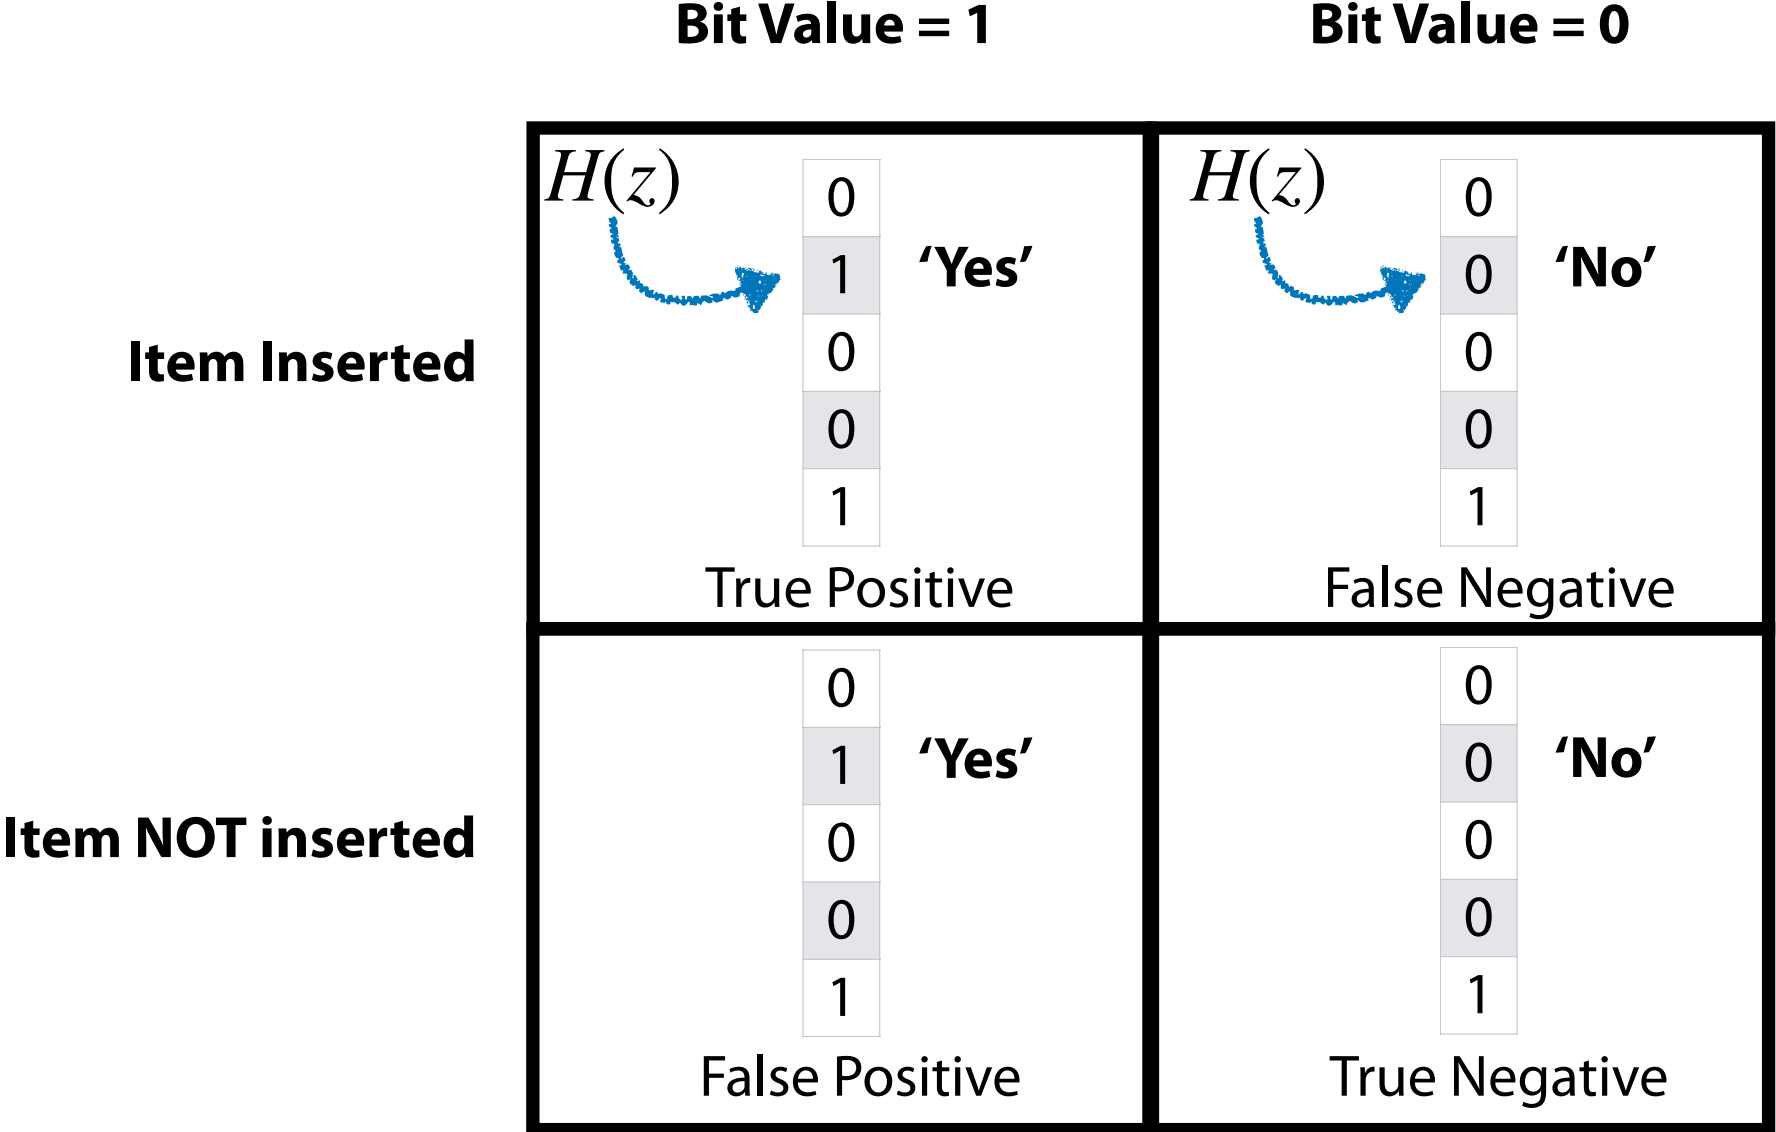 Bit Value = 1
Bit Value = 0
Item Inserted
H(z)
0
1
0
0
1
‘Yes’
True Positive
H(z)
0
0
0
0
1
‘No’
False Negative
Item NOT inserted
0
1
0
0
1
‘Yes’
False Positive
0
0
0
0
1
‘No’
True Negative